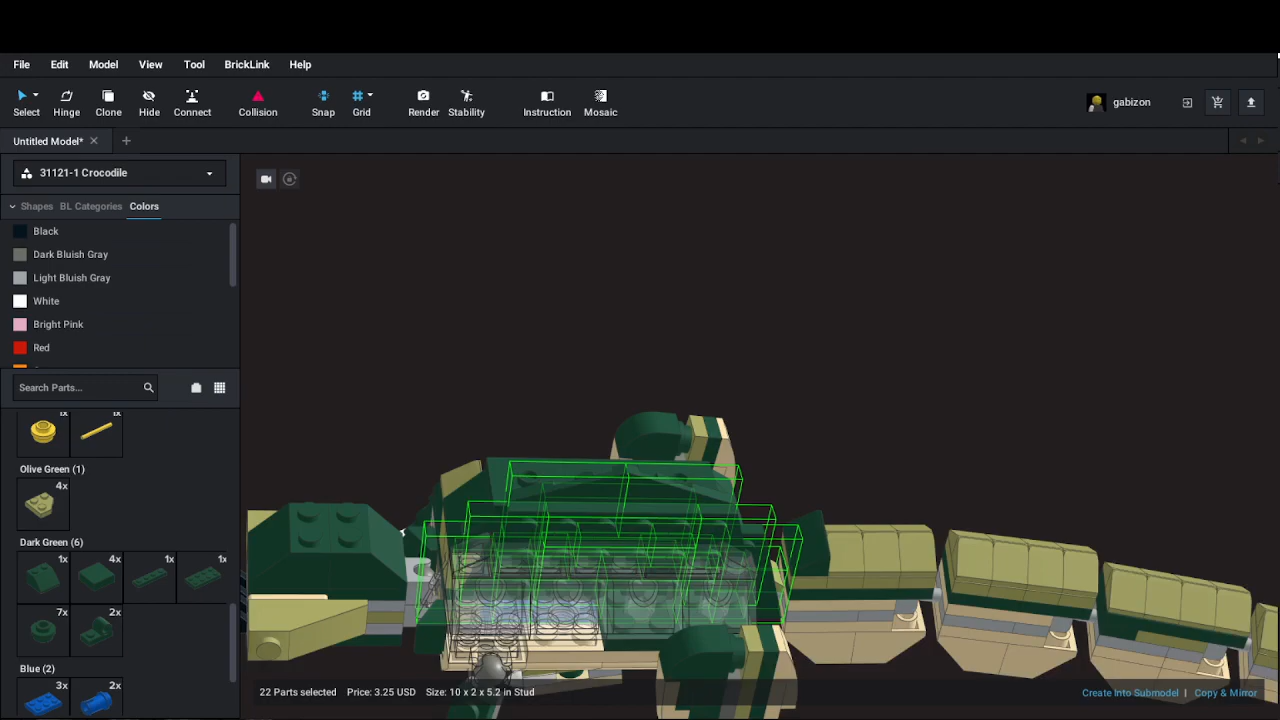 File Edit Model View Tool BrickLink Help
Select Hinge Clone Hide Connect Collision Snap Grid Render Stability Instruction Mosaic
gabizon
Untitled Model*
31121-1 Crocodile
Shapes BL Categories Colors
Black
Dark Bluish Gray
Light Bluish Gray
White
Bright Pink
Red
Search Parts...
1x 1x
Olive Green (1)
4x
Dark Green (6)
1x 4x 1x 1x
7x 2x
Blue (2)
3x 2x
22 Parts selected Price: 3.25 USD Size: 10 x 2 x 5.2 in Stud
Create Into Submodel | Copy & Mirror